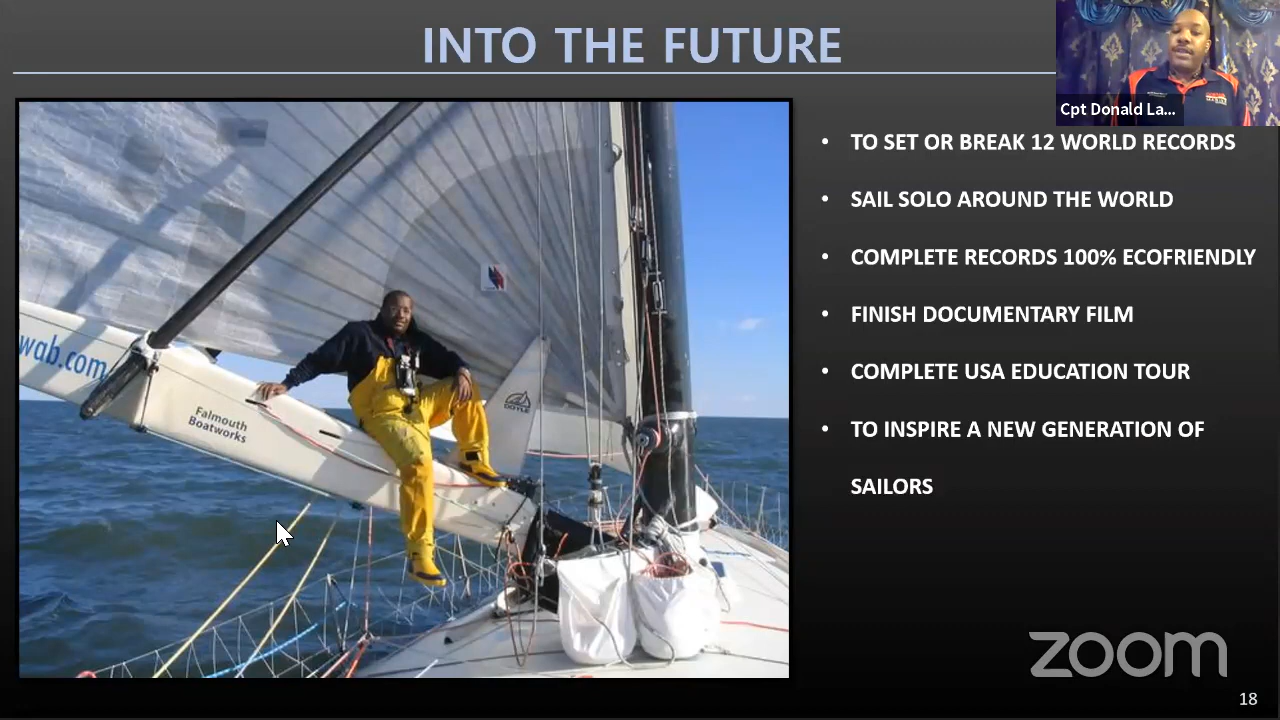 INTO THE FUTURE
Cpt Donald La...
• TO SET OR BREAK 12 WORLD RECORDS
• SAIL SOLO AROUND THE WORLD
• COMPLETE RECORDS 100% ECOFRIENDLY
• FINISH DOCUMENTARY FILM
• COMPLETE USA EDUCATION TOUR
• TO INSPIRE A NEW GENERATION OF
SAILORS
wab.com
Falmouth
Boatworks
DOYLE
zoom
18